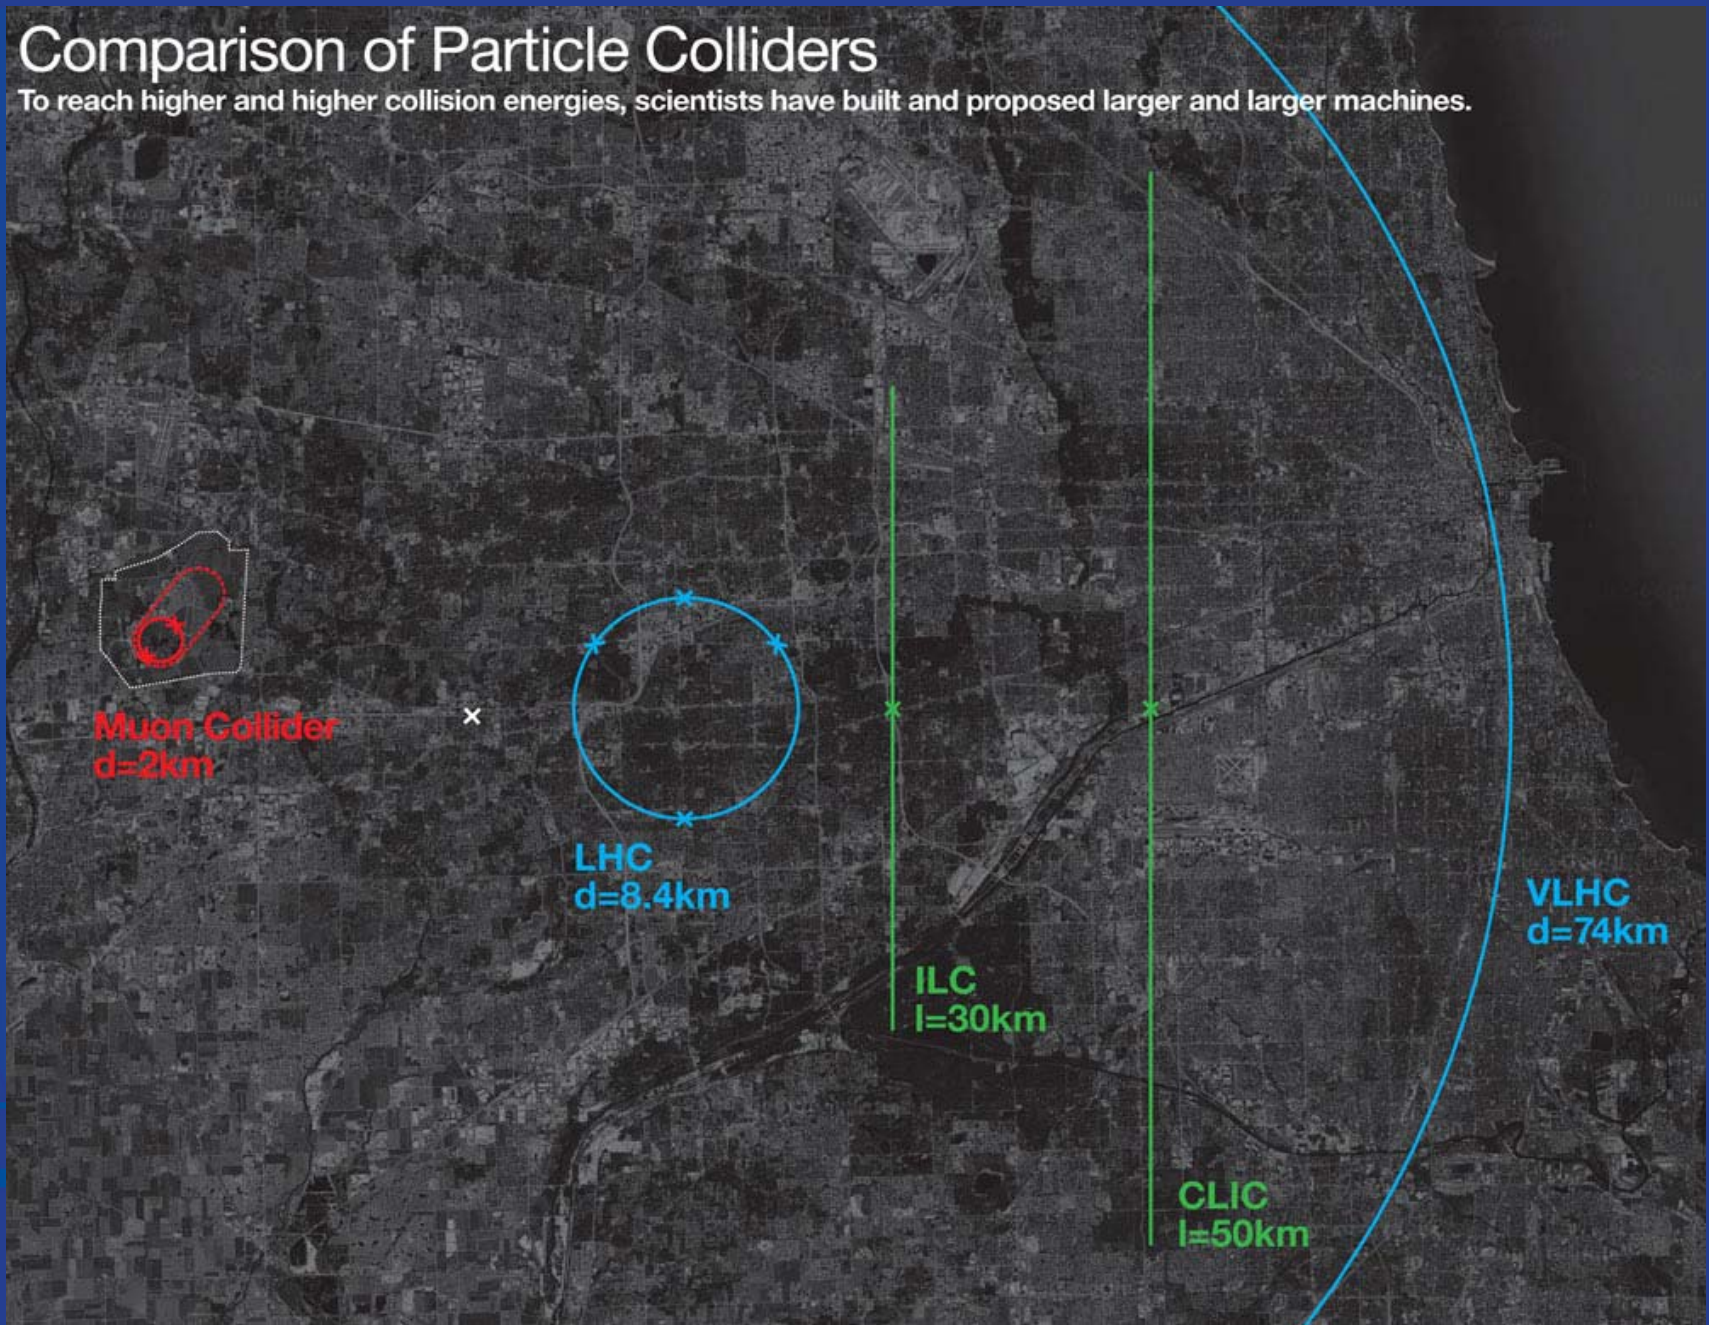 Comparison of Particle Colliders
To reach higher and higher collision energies, scientists have built and proposed larger and larger machines.
Muon Collider
d=2km
LHC
d=8.4km
ILC
l=30km
CLIC
l=50km
VLHC
d=74km